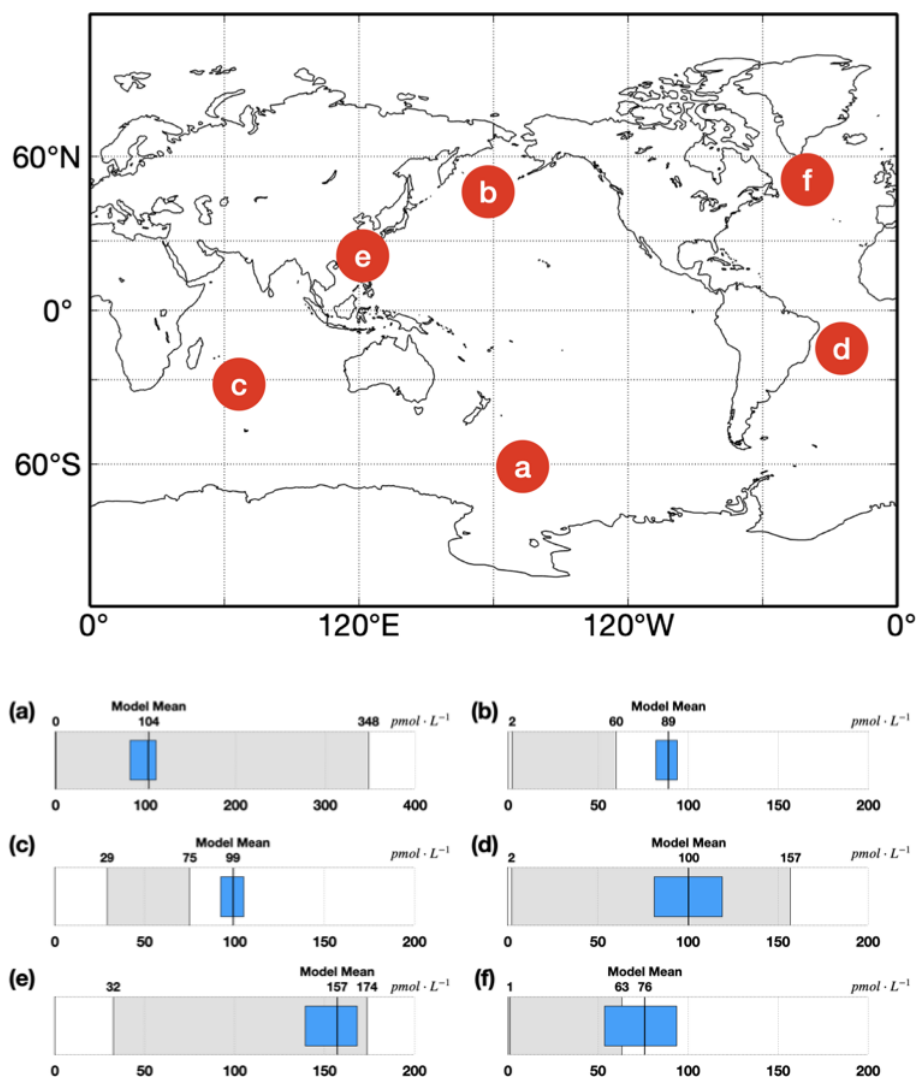 60°N
b
f
e
0°
d
c
60°S
a
0°
120°E
120°W
0°
(a)
Model Mean
0
104
348
pmol · L⁻¹
0
100
200
300
400
(b)
Model Mean
2
60
89
pmol · L⁻¹
0
50
100
150
200
(c)
Model Mean
29
75
99
pmol · L⁻¹
0
50
100
150
200
(d)
Model Mean
2
100
157
pmol · L⁻¹
0
50
100
150
200
(e)
Model Mean
32
157
174
pmol · L⁻¹
0
50
100
150
200
(f)
Model Mean
1
63
76
pmol · L⁻¹
0
50
100
150
200